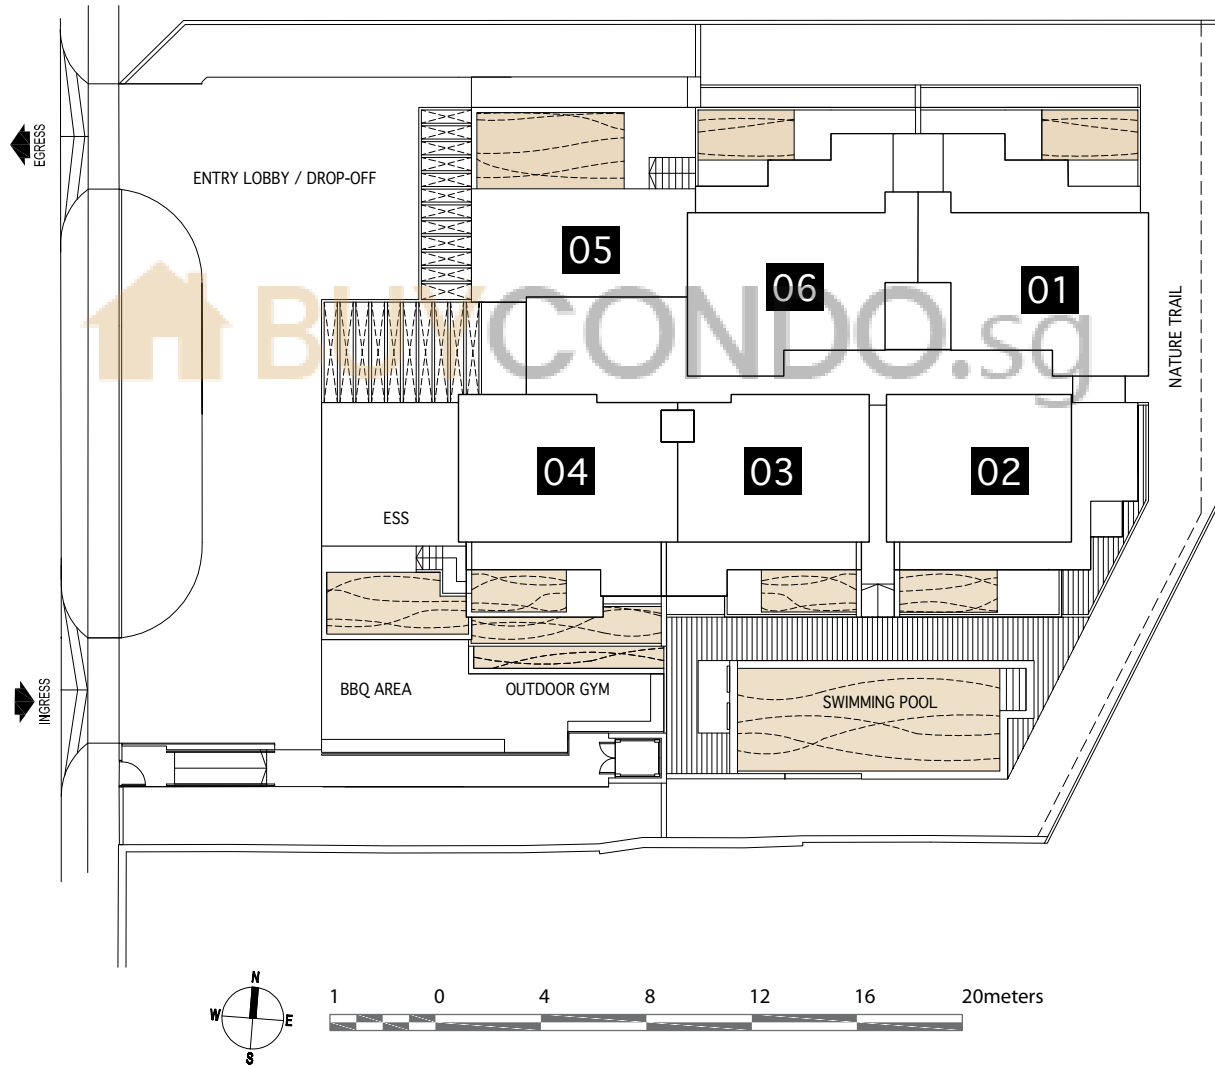 EGRESS
ENTRY LOBBY / DROP-OFF
05
06
01
BUYCONDO.sg
NATURE TRAIL
04
03
02
ESS
BBQ AREA
OUTDOOR GYM
SWIMMING POOL
INGRESS
N
W
E
S
1 0 4 8 12 16 20meters